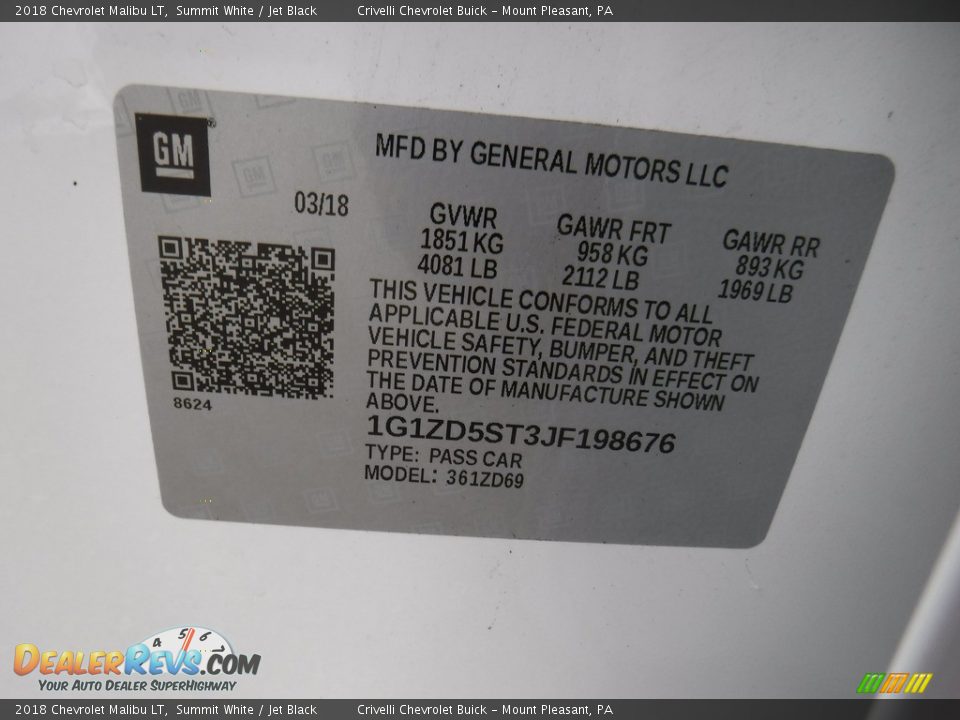 2018 Chevrolet Malibu LT, Summit White / Jet Black Crivelli Chevrolet Buick – Mount Pleasant, PA
GM
MFD BY GENERAL MOTORS LLC
03/18
GVWR GAWR FRT GAWR RR
1851 KG 958 KG 893 KG
4081 LB 2112 LB 1969 LB
THIS VEHICLE CONFORMS TO ALL
APPLICABLE U.S. FEDERAL MOTOR
VEHICLE SAFETY, BUMPER, AND THEFT
PREVENTION STANDARDS IN EFFECT ON
THE DATE OF MANUFACTURE SHOWN
ABOVE.
8624
1G1ZD5ST3JF198676
TYPE: PASS CAR
MODEL: 361ZD69
4 5 6 7
DEALERREVS.COM
YOUR AUTO DEALER SUPERHIGHWAY
2018 Chevrolet Malibu LT, Summit White / Jet Black Crivelli Chevrolet Buick – Mount Pleasant, PA